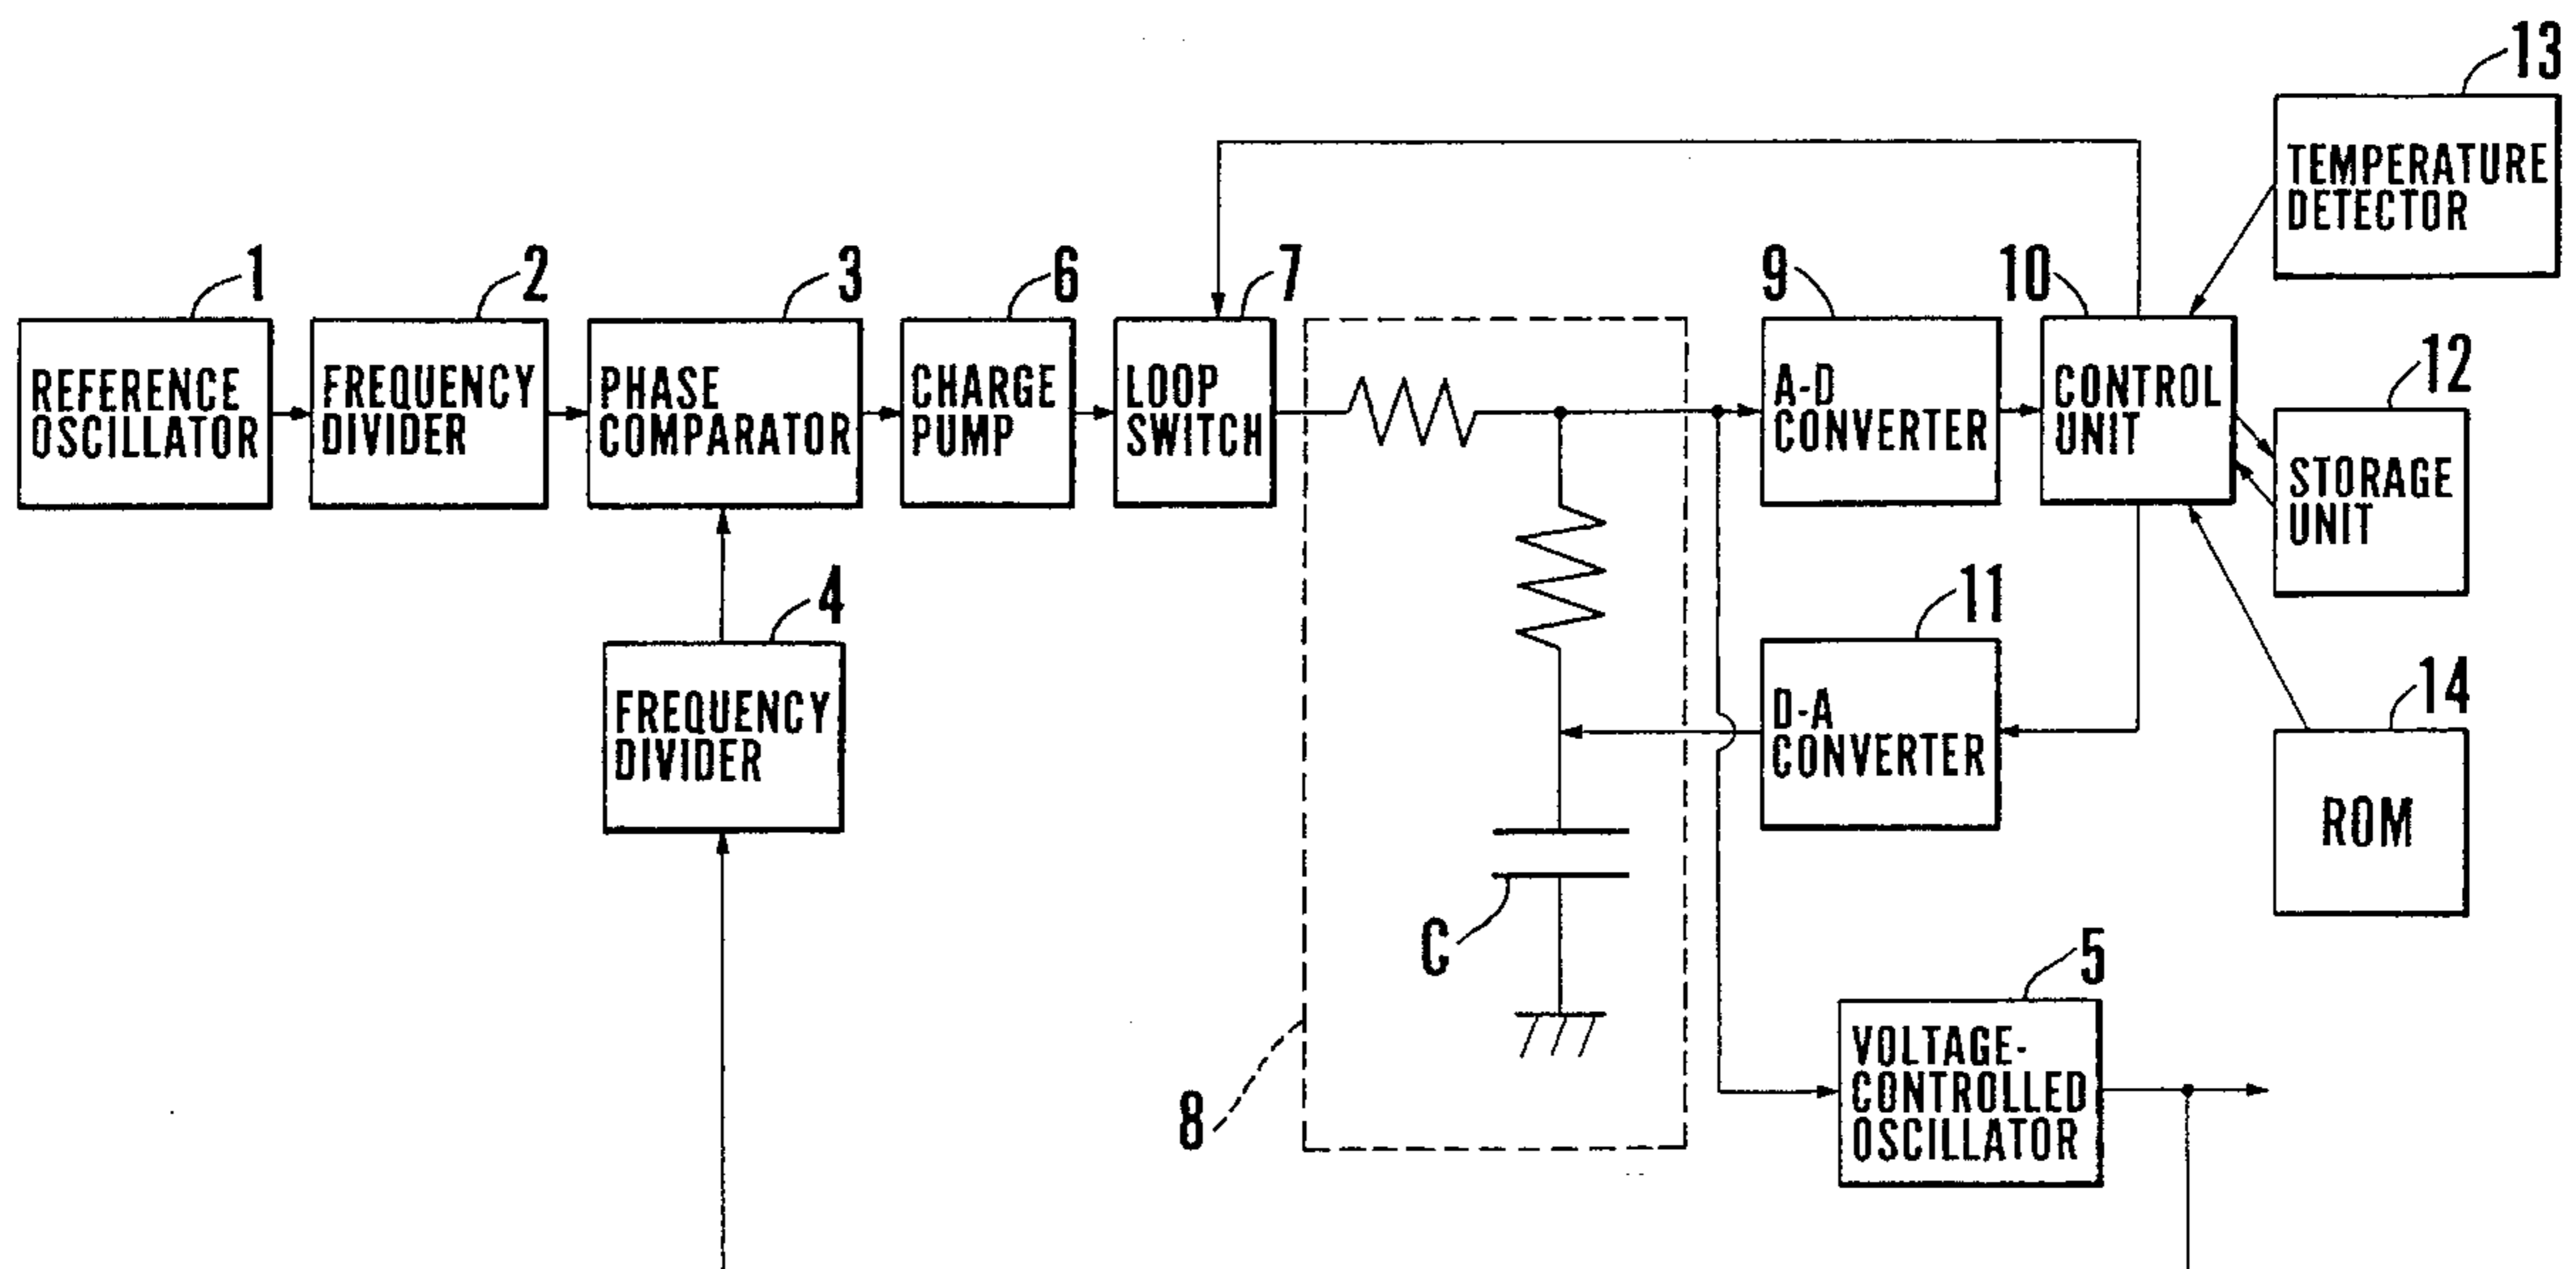 13
TEMPERATURE
DETECTOR
1
2
3
6
7
9
10
REFERENCE
OSCILLATOR
FREQUENCY
DIVIDER
PHASE
COMPARATOR
CHARGE
PUMP
LOOP
SWITCH
A-D
CONVERTER
CONTROL
UNIT
12
STORAGE
UNIT
4
FREQUENCY
DIVIDER
11
D-A
CONVERTER
14
ROM
C
5
VOLTAGE-
CONTROLLED
OSCILLATOR
8